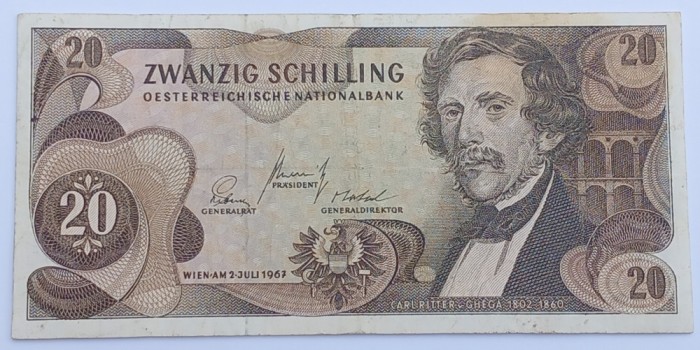 20
20
ZWANZIG SCHILLING
OESTERREICHISCHE NATIONALBANK
PRÄSIDENT
GENERALRAT
GENERALDIREKTOR
20
WIEN·AM 2·JULI 1967
CARL RITTER v. GHEGA 1802-1860
20